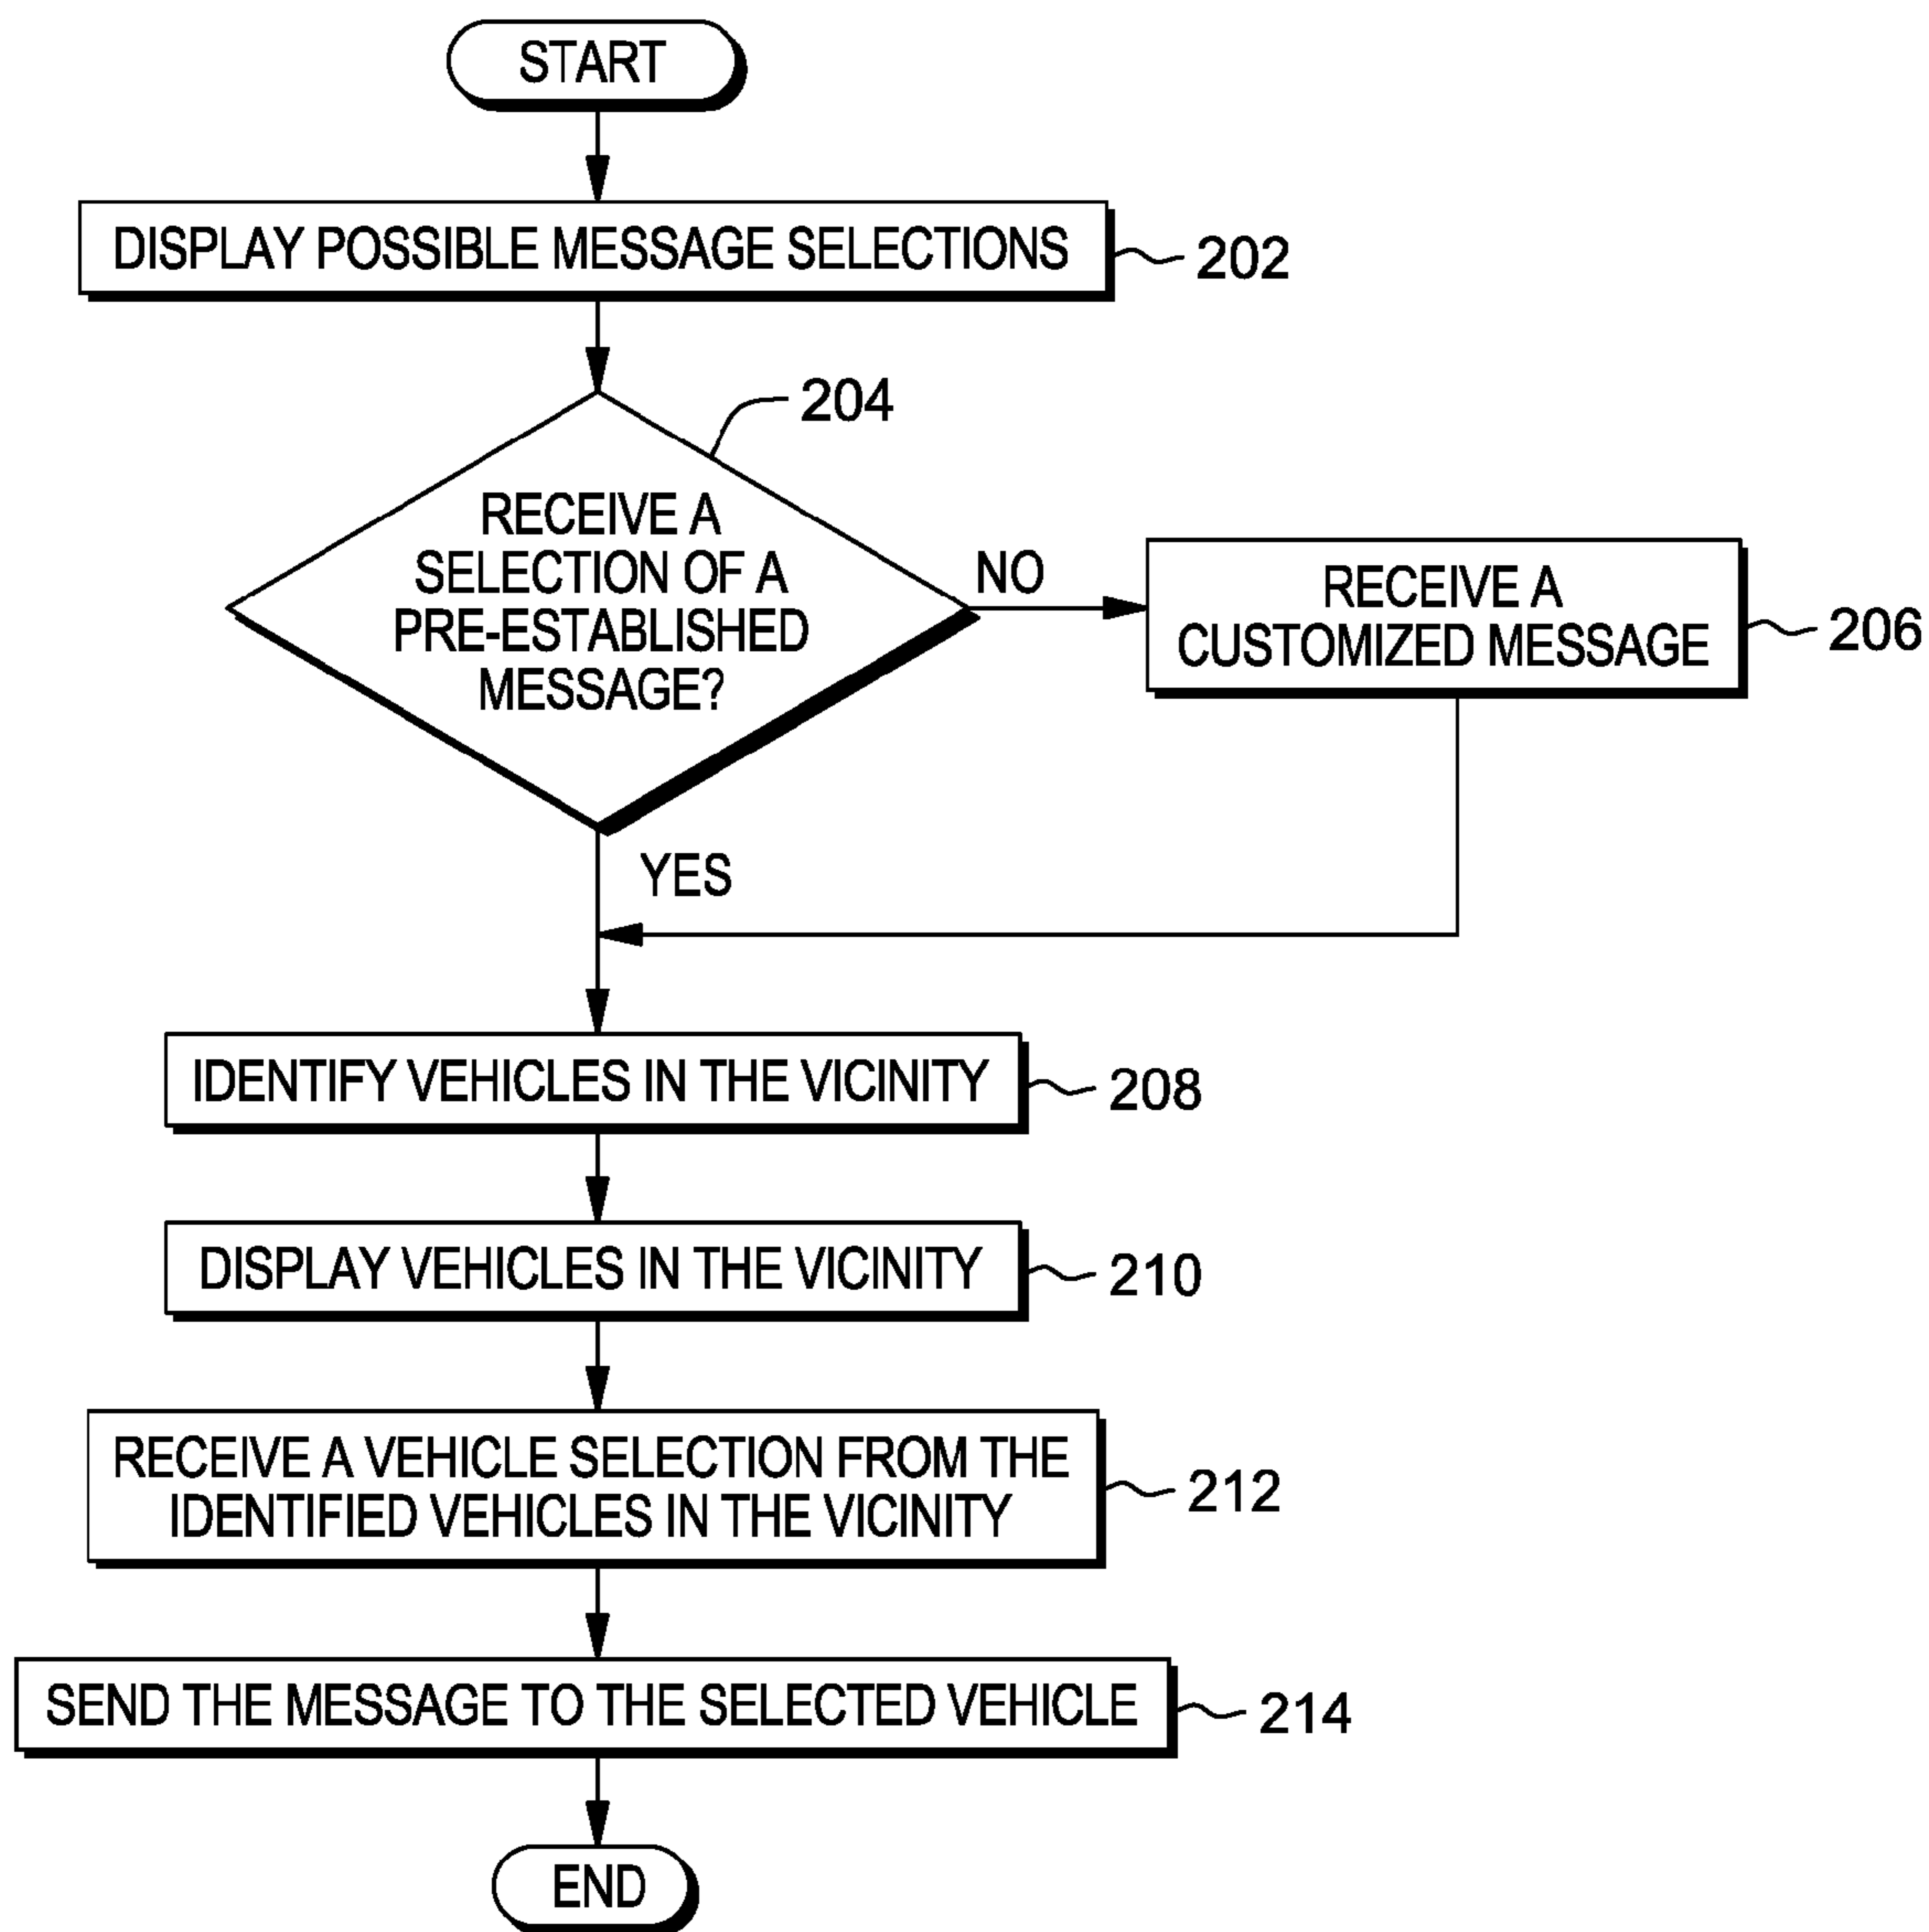 START
DISPLAY POSSIBLE MESSAGE SELECTIONS
202
204
RECEIVE A
SELECTION OF A
PRE-ESTABLISHED
MESSAGE?
NO
RECEIVE A
CUSTOMIZED MESSAGE
206
YES
IDENTIFY VEHICLES IN THE VICINITY
208
DISPLAY VEHICLES IN THE VICINITY
210
RECEIVE A VEHICLE SELECTION FROM THE
IDENTIFIED VEHICLES IN THE VICINITY
212
SEND THE MESSAGE TO THE SELECTED VEHICLE
214
END